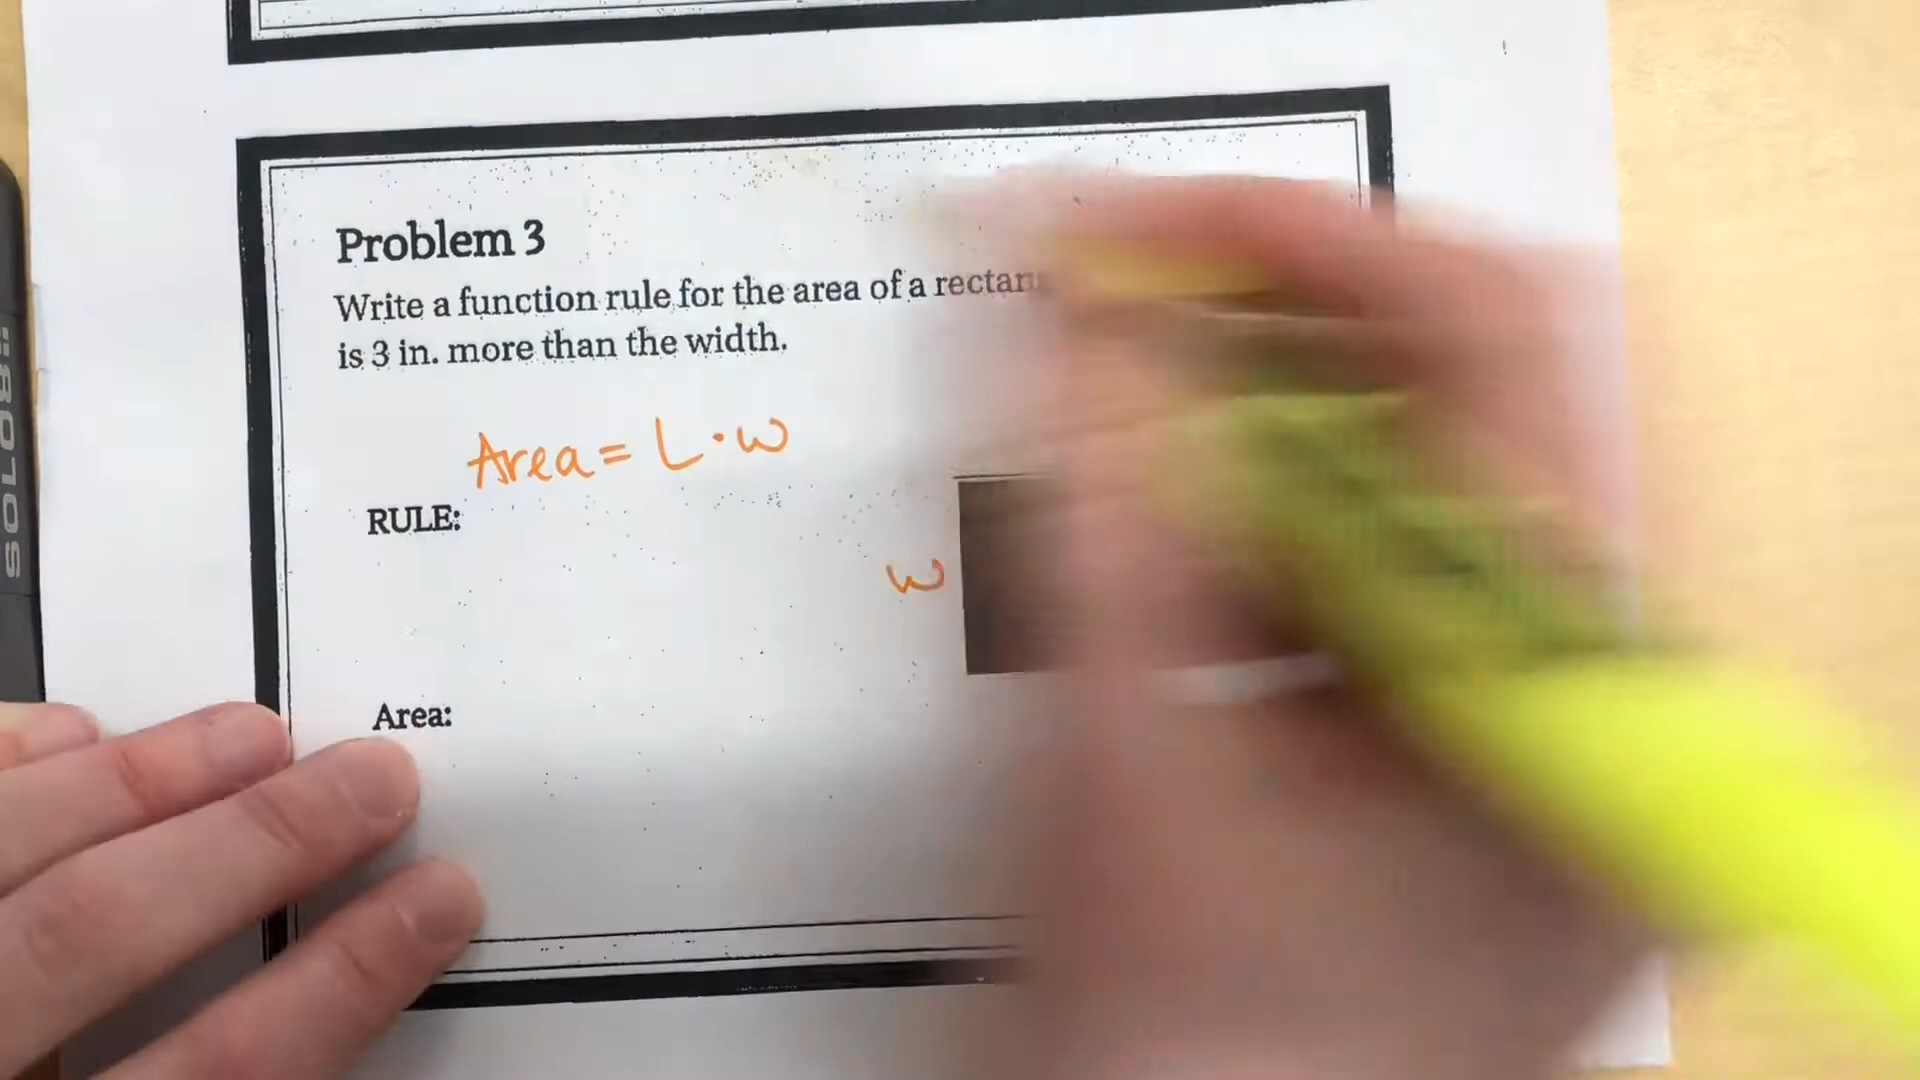 Problem 3
Write a function rule for the area of a
is 3 in. more than the width.
Area = L · w
RULE:
w
Area:
SOLO8